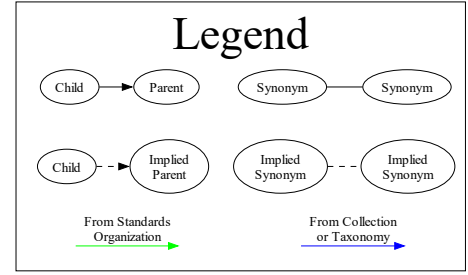 Legend
Child
Parent
Synonym
Synonym
Child
Implied
Parent
Implied
Synonym
Implied
Synonym
From Standards
Organization
From Collection
or Taxonomy